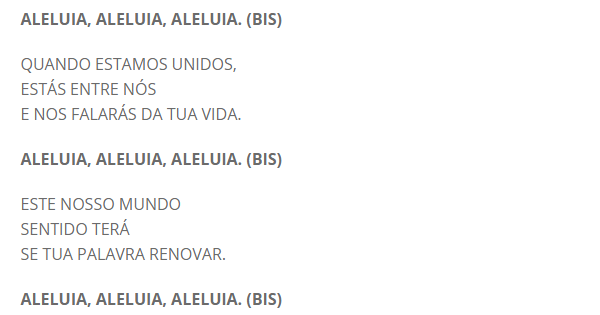 ALELUIA, ALELUIA, ALELUIA. (BIS)
QUANDO ESTAMOS UNIDOS,
ESTÁS ENTRE NÓS
E NOS FALARÁS DA TUA VIDA.
ALELUIA, ALELUIA, ALELUIA. (BIS)
ESTE NOSSO MUNDO
SENTIDO TERÁ
SE TUA PALAVRA RENOVAR.
ALELUIA, ALELUIA, ALELUIA. (BIS)